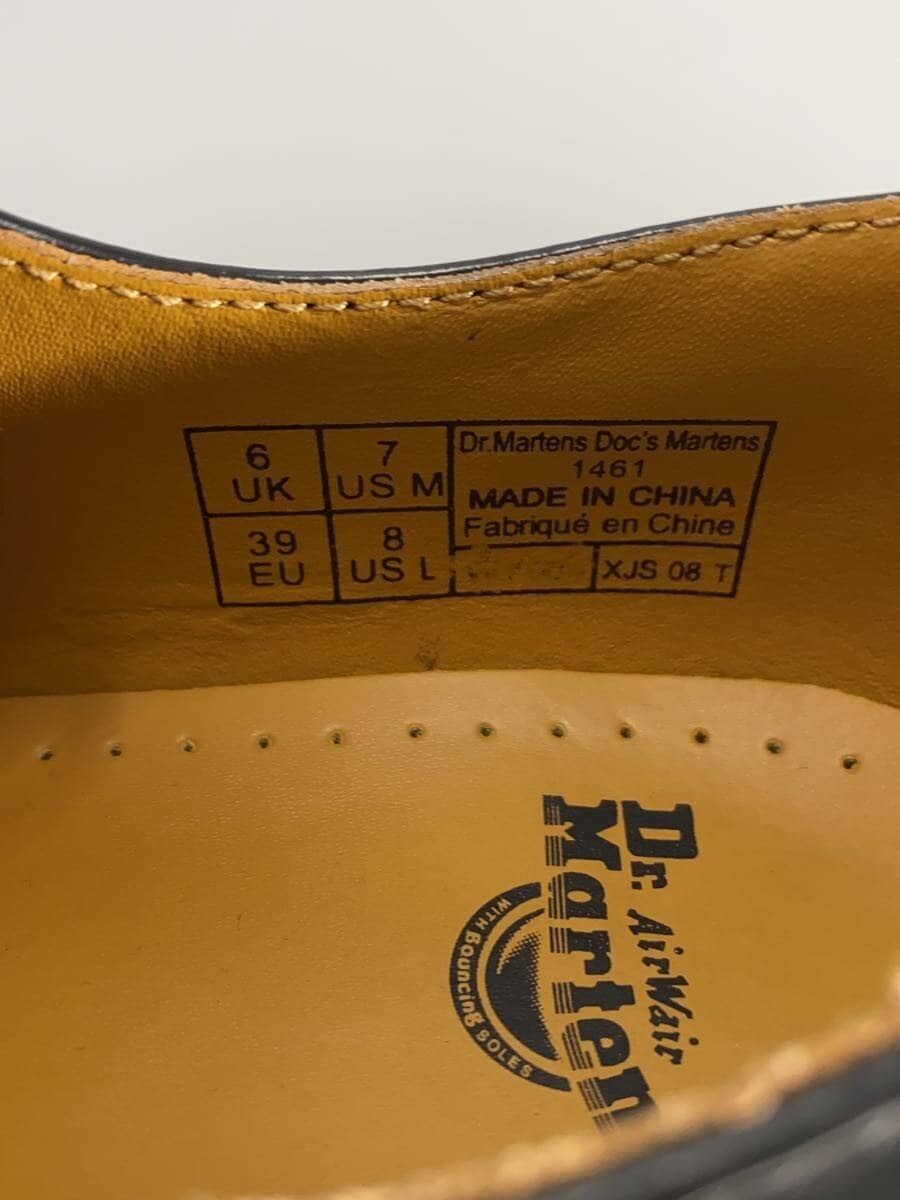 6
UK
7
US M
39
EU
8
US L
Dr.Martens Doc's Martens
1461
MADE IN CHINA
Fabriqué en Chine
XJS 08 T
Dr.
Marten
AirWair
WITH Bouncing SOLES